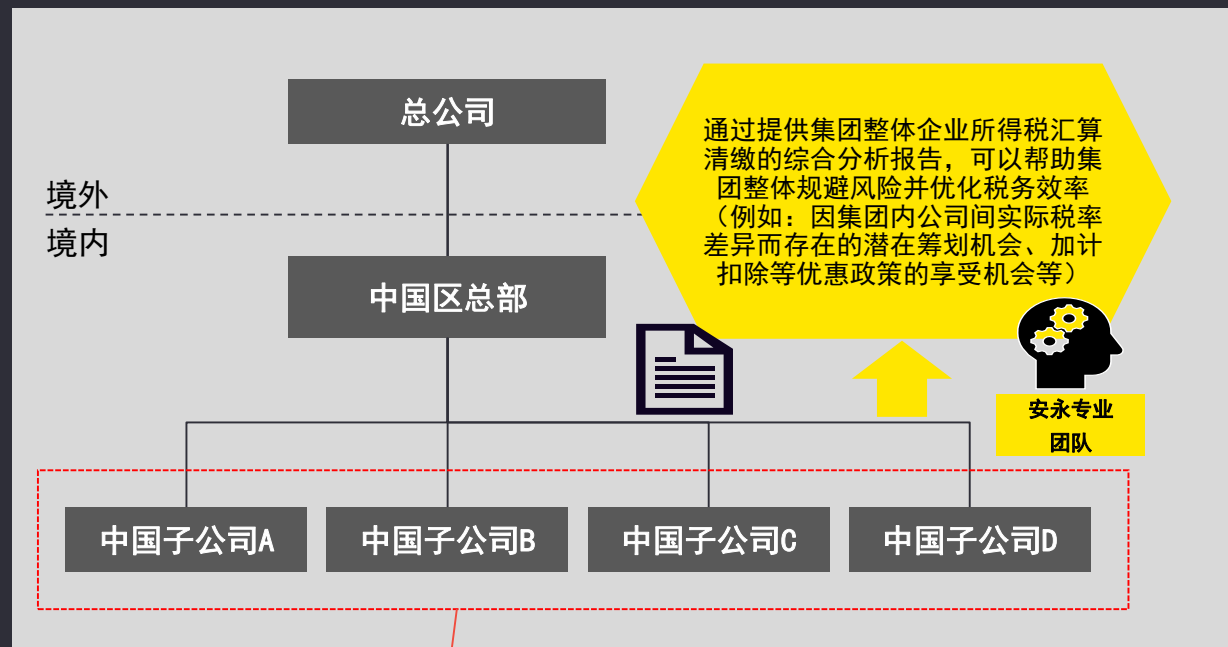 总公司
通过提供集团整体企业所得税汇算
清缴的综合分析报告，可以帮助集
团整体规避风险并优化税务效率
（例如：因集团内公司间实际税率
差异而存在的潜在筹划机会、加计
扣除等优惠政策的享受机会等）
境外
境内
中国区总部
安永专业
团队
中国子公司A
中国子公司B
中国子公司C
中国子公司D